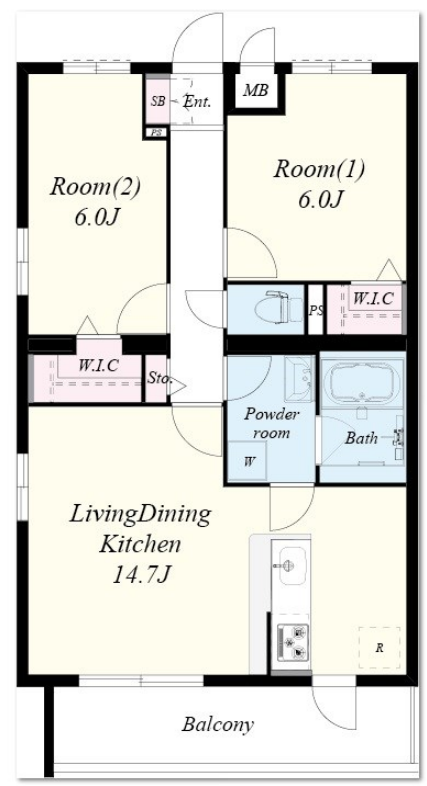 SB
Ent.
MB
PS
Room(2)
6.0J
Room(1)
6.0J
PS
W.I.C
W.I.C
Sto.
Powder
room
W
Bath
LivingDining
Kitchen
14.7J
R
Balcony